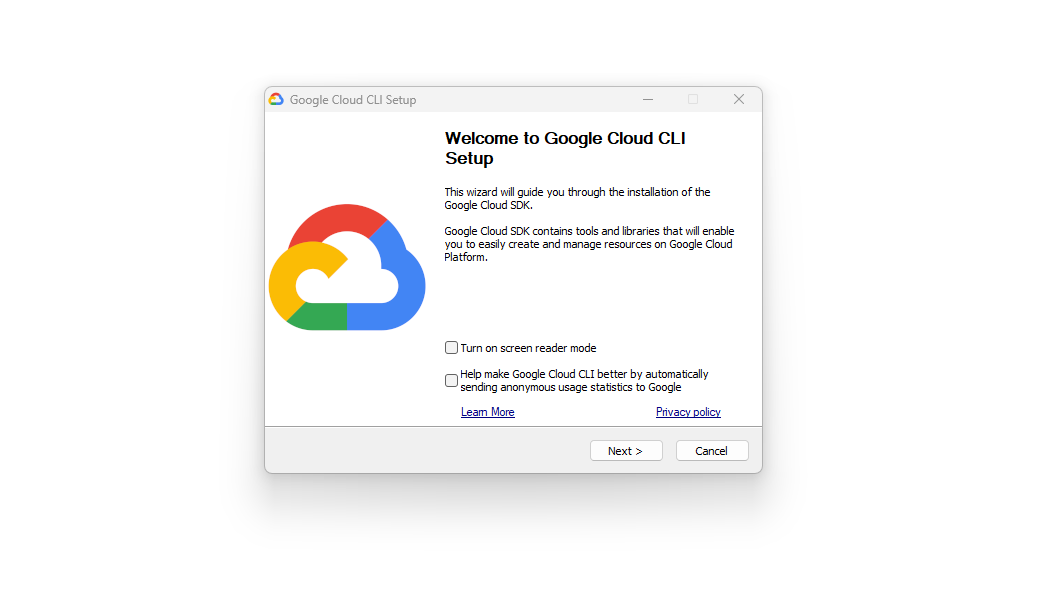 Google Cloud CLI Setup
Welcome to Google Cloud CLI
Setup
This wizard will guide you through the installation of the
Google Cloud SDK.
Google Cloud SDK contains tools and libraries that will enable
you to easily create and manage resources on Google Cloud
Platform.
Turn on screen reader mode
Help make Google Cloud CLI better by automatically
sending anonymous usage statistics to Google
Learn More
Privacy policy
Next >
Cancel